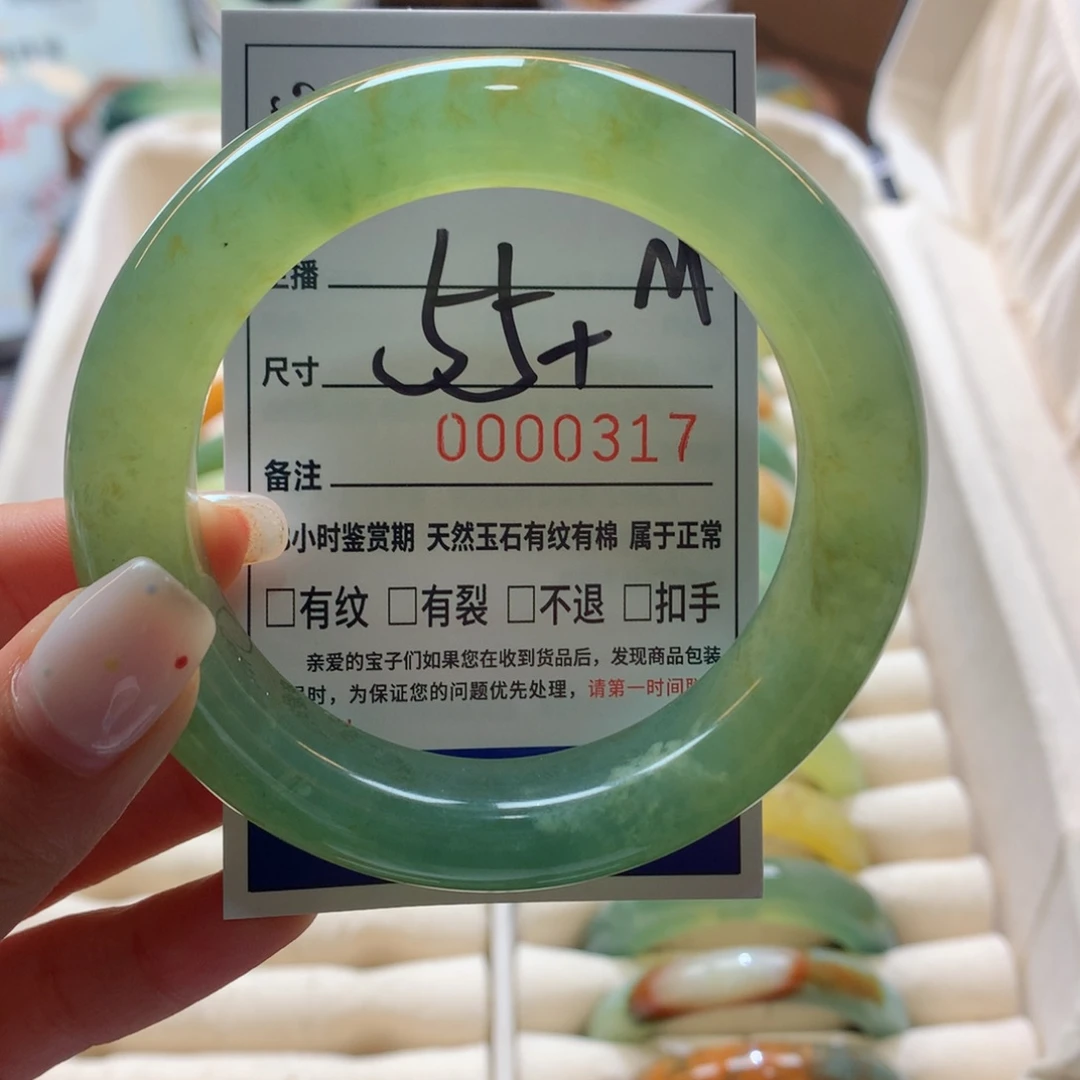 播 M
尺寸 55+
0000317
备注
小时鉴赏期 天然玉石有纹有棉 属于正常
□有纹 □有裂 □不退 □扣手
亲爱的宝子们如果您在收到货品后，发现商品包装
时，为保证您的问题优先处理，请第一时间